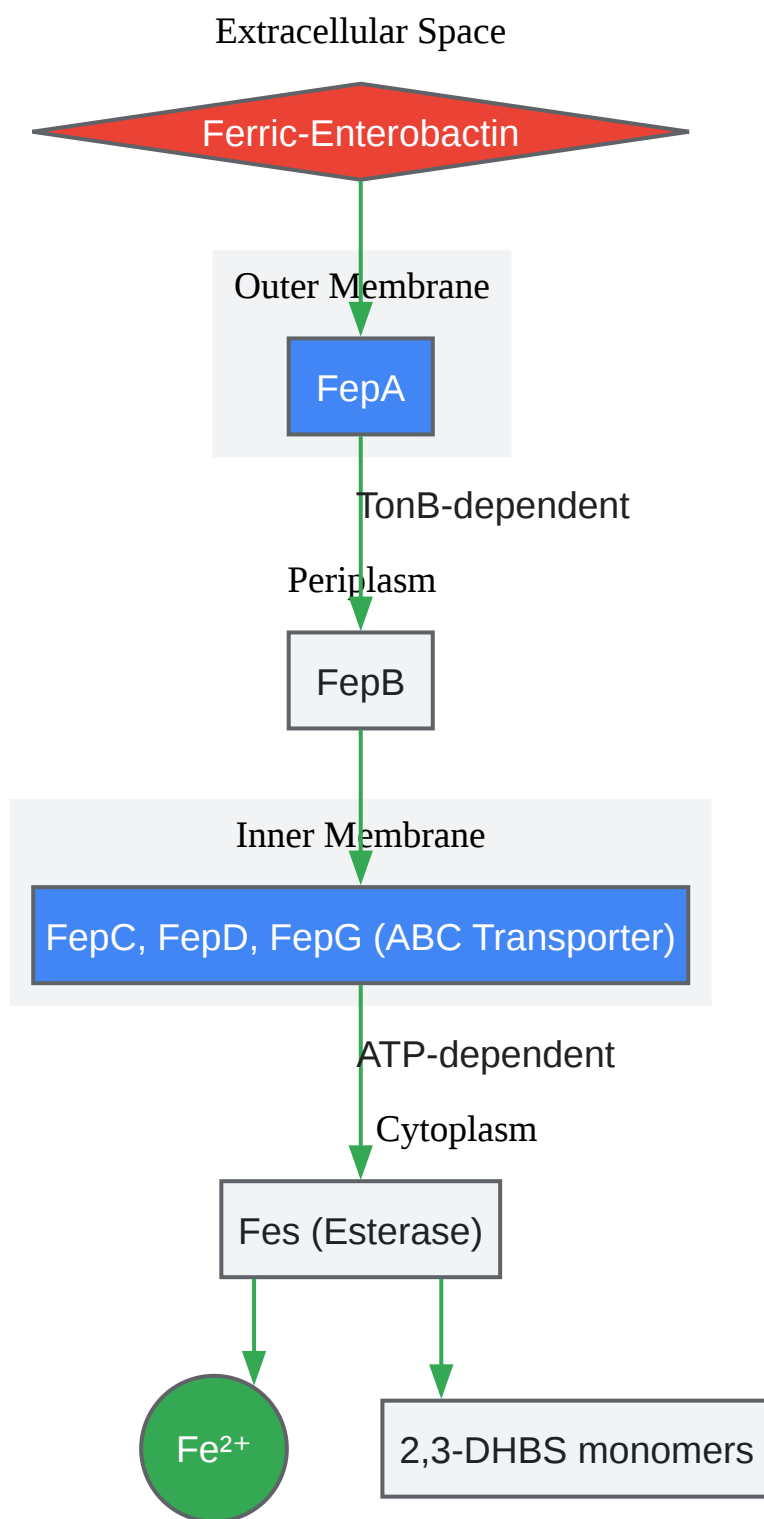 Extracellular Space
Ferric-Enterobactin
Outer Membrane
FepA
TonB-dependent
Periplasm
FepB
Inner Membrane
FepC, FepD, FepG (ABC Transporter)
ATP-dependent
Cytoplasm
Fes (Esterase)
Fe²⁺
2,3-DHBS monomers